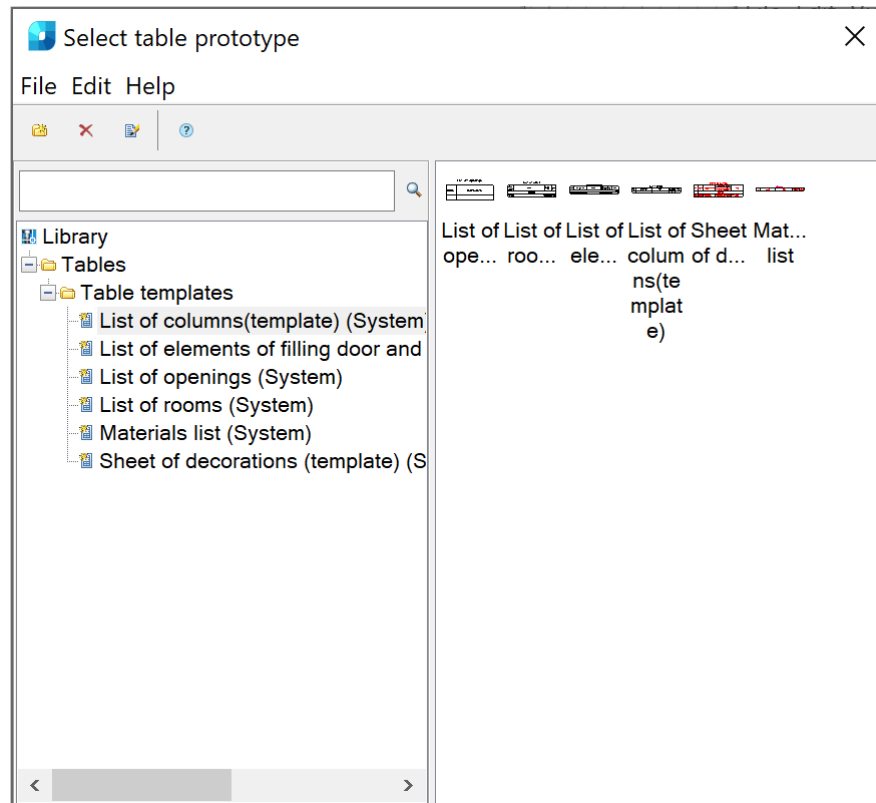 Select table prototype
File Edit Help
Library
Tables
Table templates
List of columns(template) (System)
List of elements of filling door and
List of openings (System)
List of rooms (System)
Materials list (System)
Sheet of decorations (template) (S
List of List of List of List of Sheet Mat...
ope... roo... ele... colum of d... list
ns(te
mplat
e)